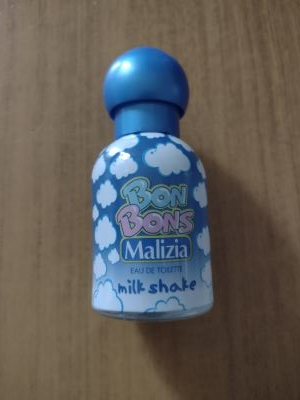 BON
BONS
Malizia
EAU DE TOILETTE
milk shake